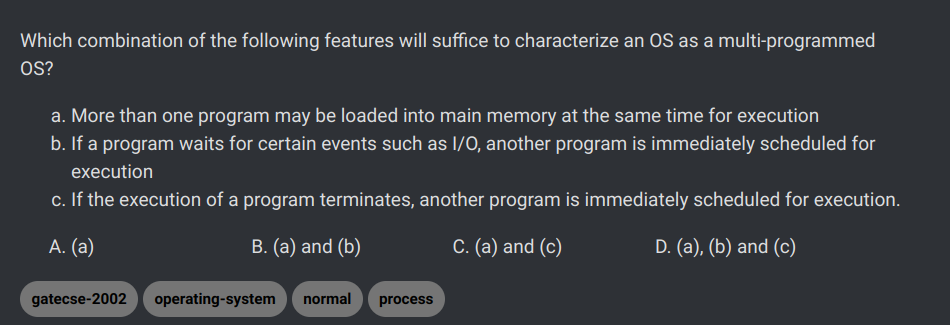 Which combination of the following features will suffice to characterize an OS as a multi-programmed
OS?
a. More than one program may be loaded into main memory at the same time for execution
b. If a program waits for certain events such as I/O, another program is immediately scheduled for
execution
c. If the execution of a program terminates, another program is immediately scheduled for execution.
A. (a) B. (a) and (b) C. (a) and (c) D. (a), (b) and (c)
gatecse-2002 operating-system normal process